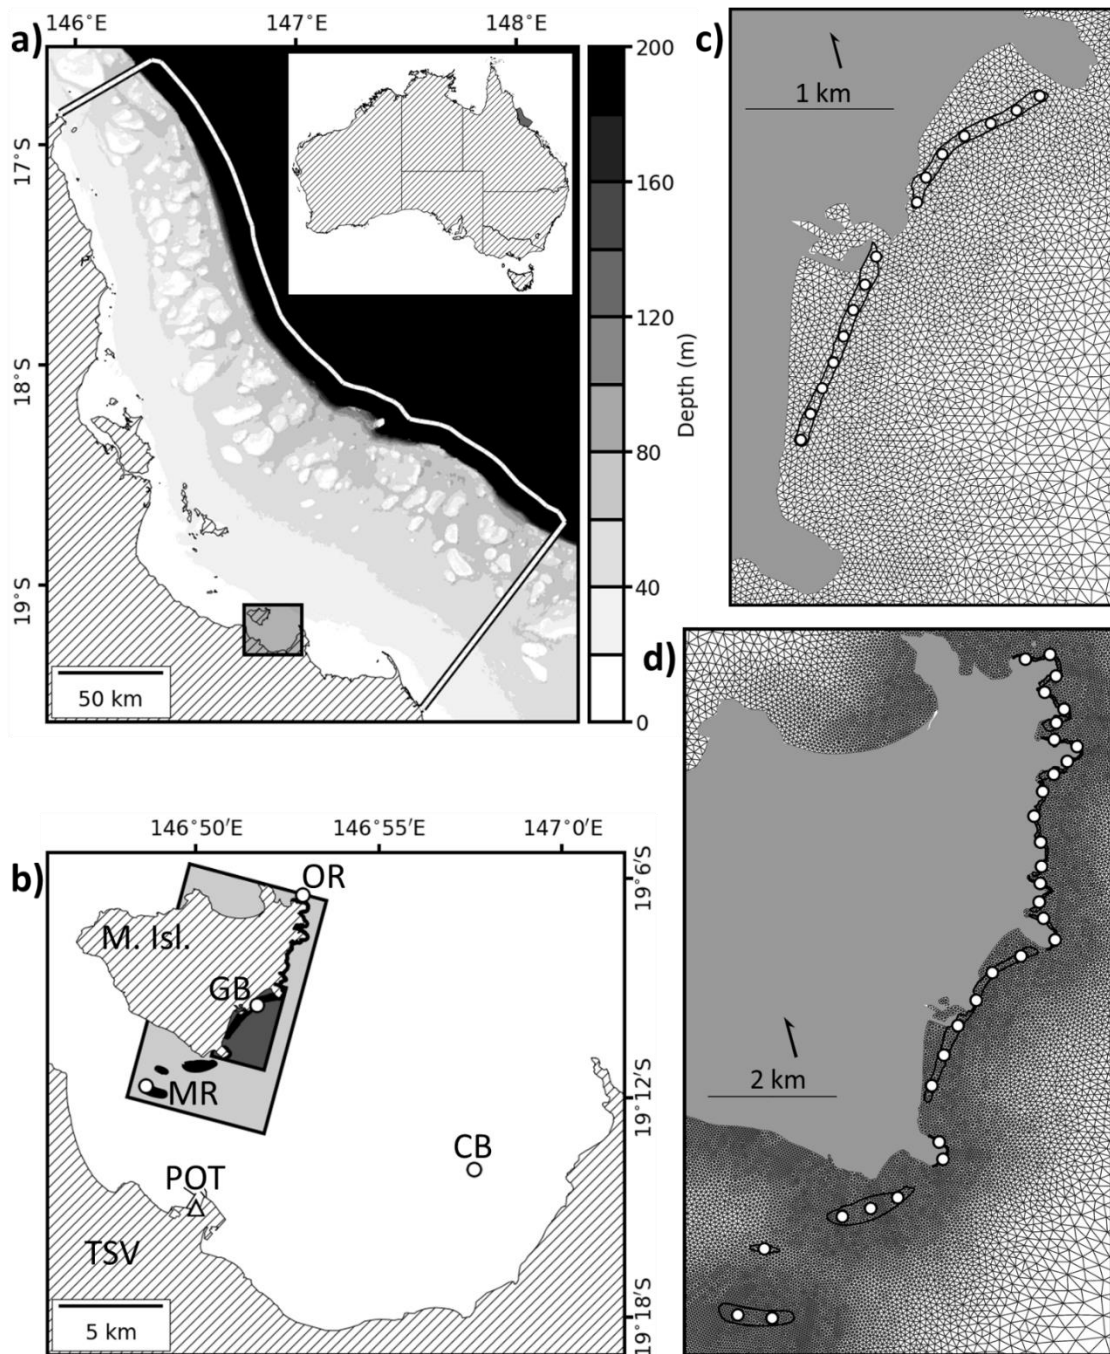 a)
146°E
147°E
148°E
17°S
18°S
19°S
50 km
200
160
120
80
40
0
Depth (m)
b)
146°50′E
146°55′E
147°0′E
19°6′S
19°12′S
19°18′S
OR
M. Isl.
GB
MR
CB
POT
TSV
5 km
c)
1 km
d)
2 km